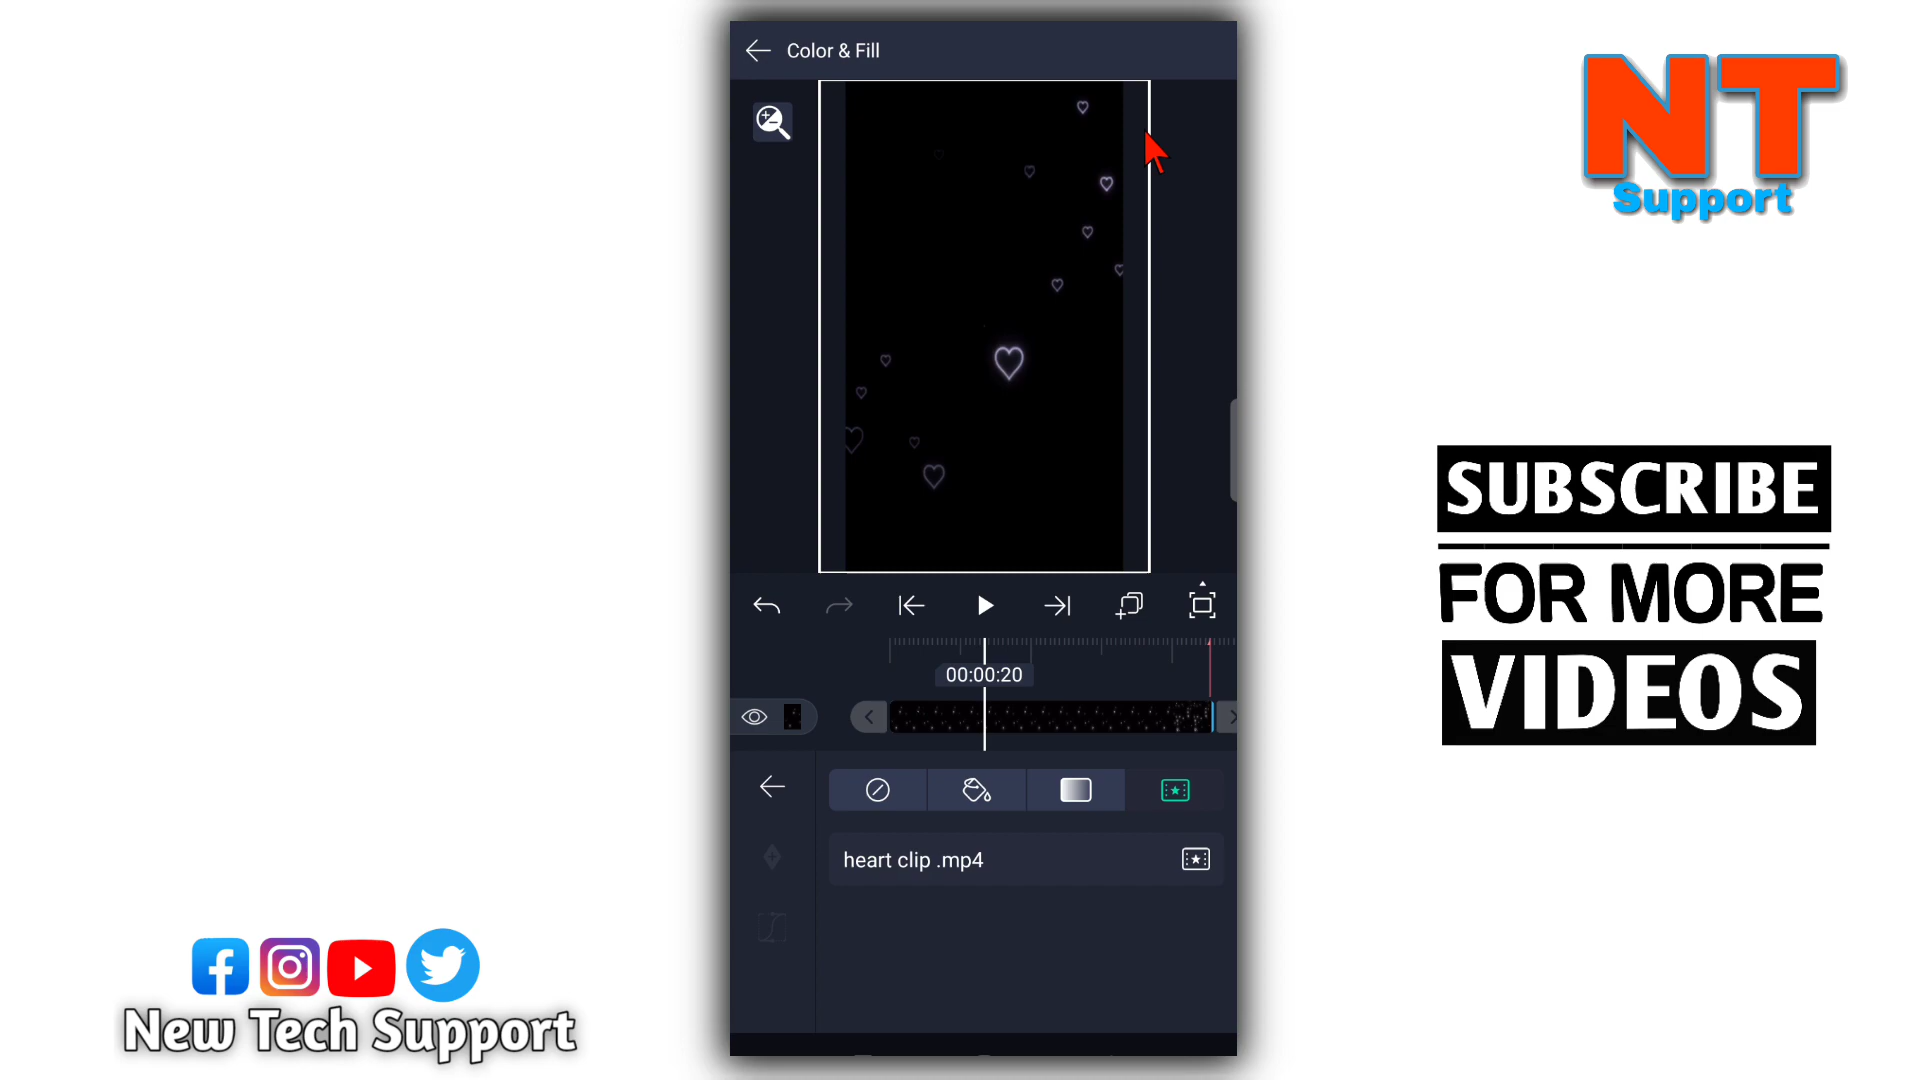 Color & Fill
NT
Support
SUBSCRIBE
FOR MORE
VIDEOS
00:00:20
heart clip .mp4
New Tech Support